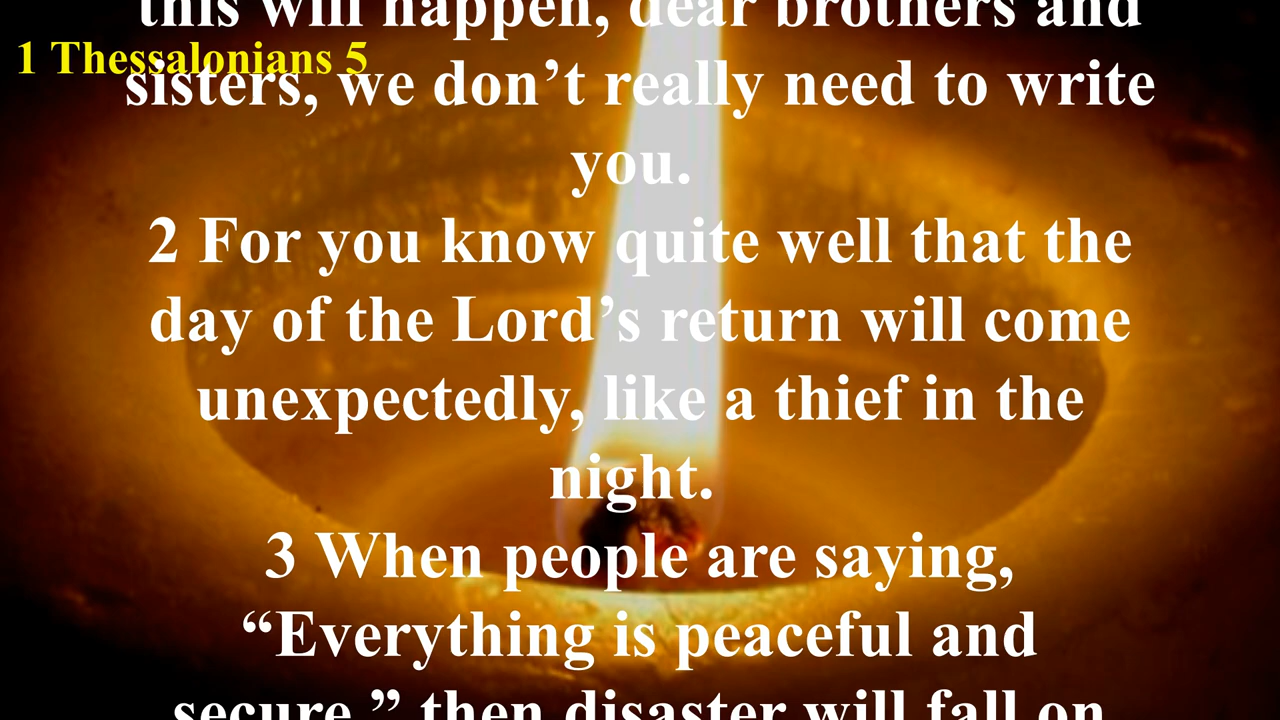 this will happen, dear brothers and
1 Thessalonians 5
sisters, we don’t really need to write
you.
2 For you know quite well that the
day of the Lord’s return will come
unexpectedly, like a thief in the
night.
3 When people are saying,
“Everything is peaceful and
secure,” then disaster will fall on